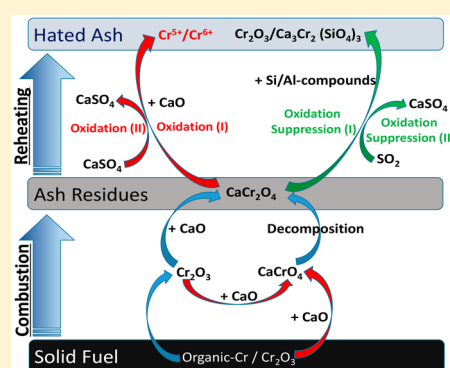 Hated Ash
Cr⁵⁺/Cr⁶⁺
Cr₂O₃/Ca₃Cr₂ (SiO₄)₃
Reheating
CaSO₄
+ CaO
Oxidation (II)
Oxidation (I)
CaSO₄
+ Si/Al-compounds
Oxidation
Suppression (I)
CaSO₄
Oxidation
Suppression (II
SO₂
Ash Residues
CaCr₂O₄
Combustion
+ CaO
Decomposition
Cr₂O₃
CaCrO₄
+ CaO
+ CaO
Solid Fuel
Organic-Cr / Cr₂O₃